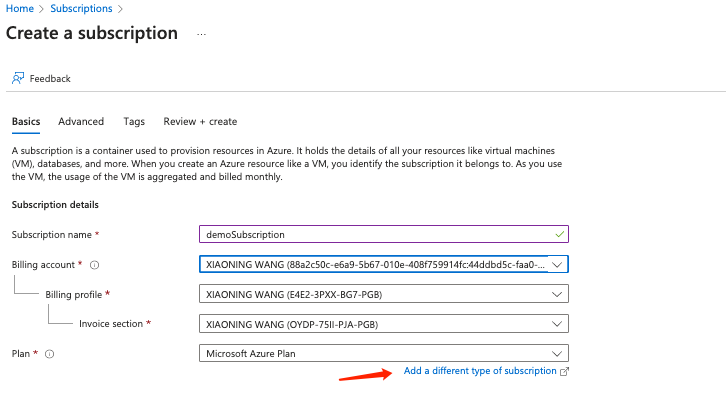 Home > Subscriptions >
Create a subscription ...
Feedback
Basics Advanced Tags Review + create
A subscription is a container used to provision resources in Azure. It holds the details of all your resources like virtual machines
(VM), databases, and more. When you create an Azure resource like a VM, you identify the subscription it belongs to. As you use
the VM, the usage of the VM is aggregated and billed monthly.
Subscription details
Subscription name * demoSubscription
Billing account * XIAONING WANG (88a2c50c-e6a9-5b67-010e-408f759914fc:44ddbd5c-faa0-...
Billing profile * XIAONING WANG (E4E2-3PXX-BG7-PGB)
Invoice section * XIAONING WANG (OYDP-75II-PJA-PGB)
Plan * Microsoft Azure Plan
Add a different type of subscription